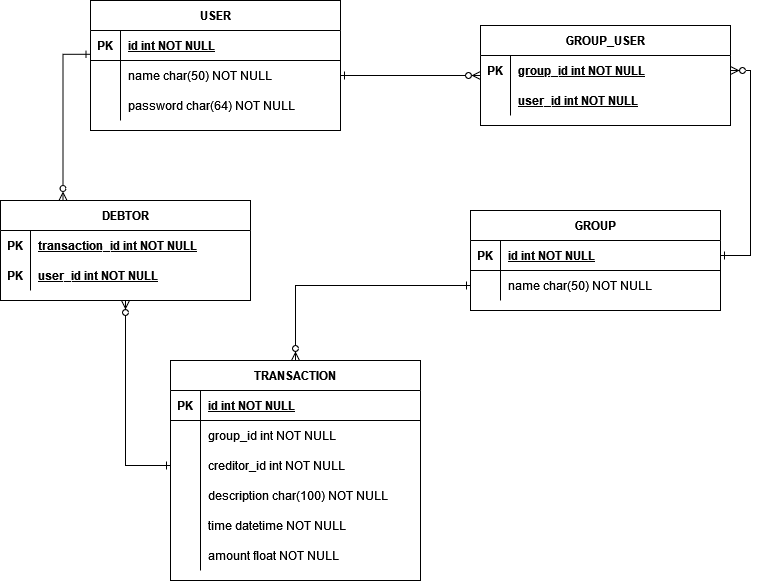 USER
PK id int NOT NULL
name char(50) NOT NULL
password char(64) NOT NULL
GROUP_USER
PK group_id int NOT NULL
user_id int NOT NULL
DEBTOR
PK transaction_id int NOT NULL
PK user_id int NOT NULL
GROUP
PK id int NOT NULL
name char(50) NOT NULL
TRANSACTION
PK id int NOT NULL
group_id int NOT NULL
creditor_id int NOT NULL
description char(100) NOT NULL
time datetime NOT NULL
amount float NOT NULL